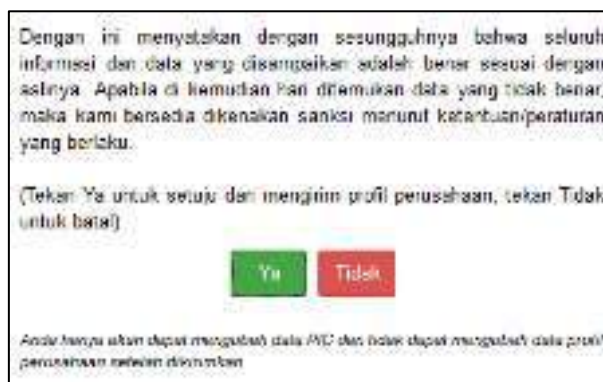 Dengan ini menyatakan dengan sesungguhnya bahwa seluruh
informasi dan data yang disampaikan adalah benar sesuai dengan
aslinya. Apabila di kemudian hari ditemukan data yang tidak benar,
maka kami bersedia dikenakan sanksi menurut ketentuan/peraturan
yang berlaku.
(Tekan Ya untuk setuju dan mengirim profil perusahaan, tekan Tidak
untuk batal)
Ya Tidak
Anda hanya akan dapat mengubah data PIC dan tidak dapat mengubah data profil
perusahaan setelah dikirimkan